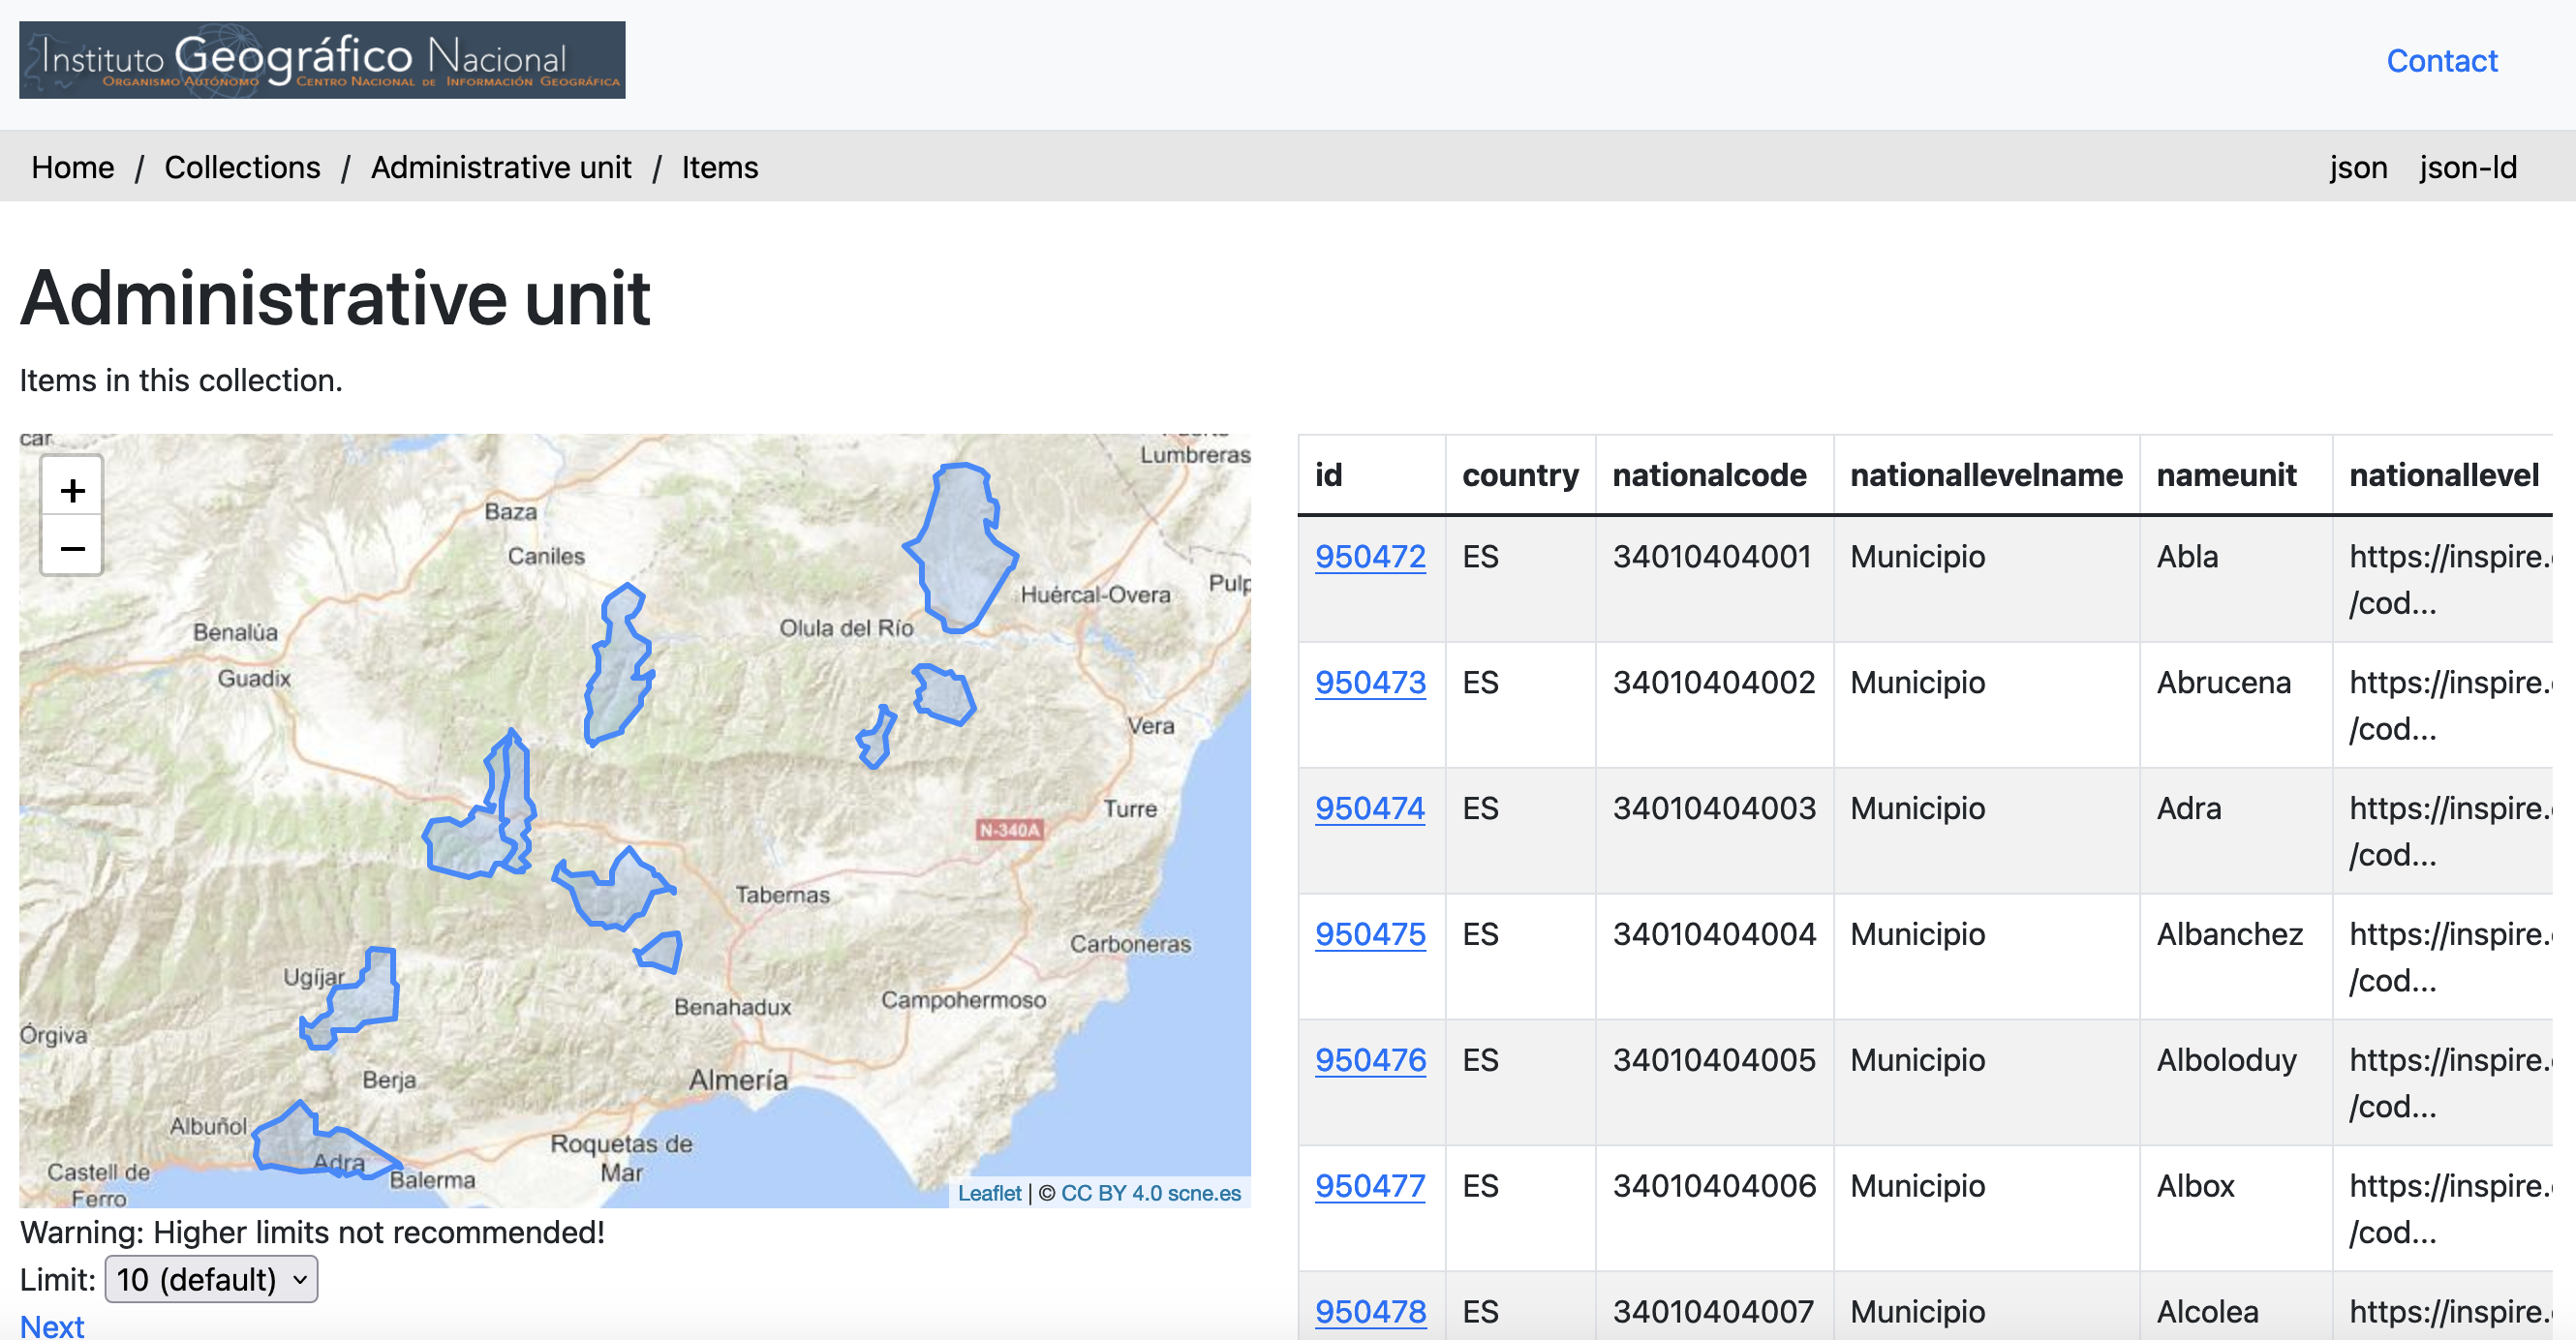 Instituto Geográfico Nacional
Organismo Autónomo Centro Nacional de Información Geográfica
Contact
Home / Collections / Administrative unit / Items
json json-ld
Administrative unit
Items in this collection.
+
−
Lumbreras
Baza
Caniles
Huércal-Overa
Olula del Río
Benalúa
Guadix
Vera
Turre
N-340A
Tabernas
Carboneras
Ugíjar
Benahadux
Campohermoso
Órgiva
Berja
Almería
Albuñol
Roquetas de
Mar
Adra
Castell de
Ferro
Balerma
Leaflet | © CC BY 4.0 scne.es
Warning: Higher limits not recommended!
Limit: 10 (default)
Next
id country nationalcode nationallevelname nameunit nationallevel
950472 ES 34010404001 Municipio Abla https://inspire.
/cod...
950473 ES 34010404002 Municipio Abrucena https://inspire.
/cod...
950474 ES 34010404003 Municipio Adra https://inspire.
/cod...
950475 ES 34010404004 Municipio Albanchez https://inspire.
/cod...
950476 ES 34010404005 Municipio Alboloduy https://inspire.
/cod...
950477 ES 34010404006 Municipio Albox https://inspire.
/cod...
950478 ES 34010404007 Municipio Alcolea https://inspire.